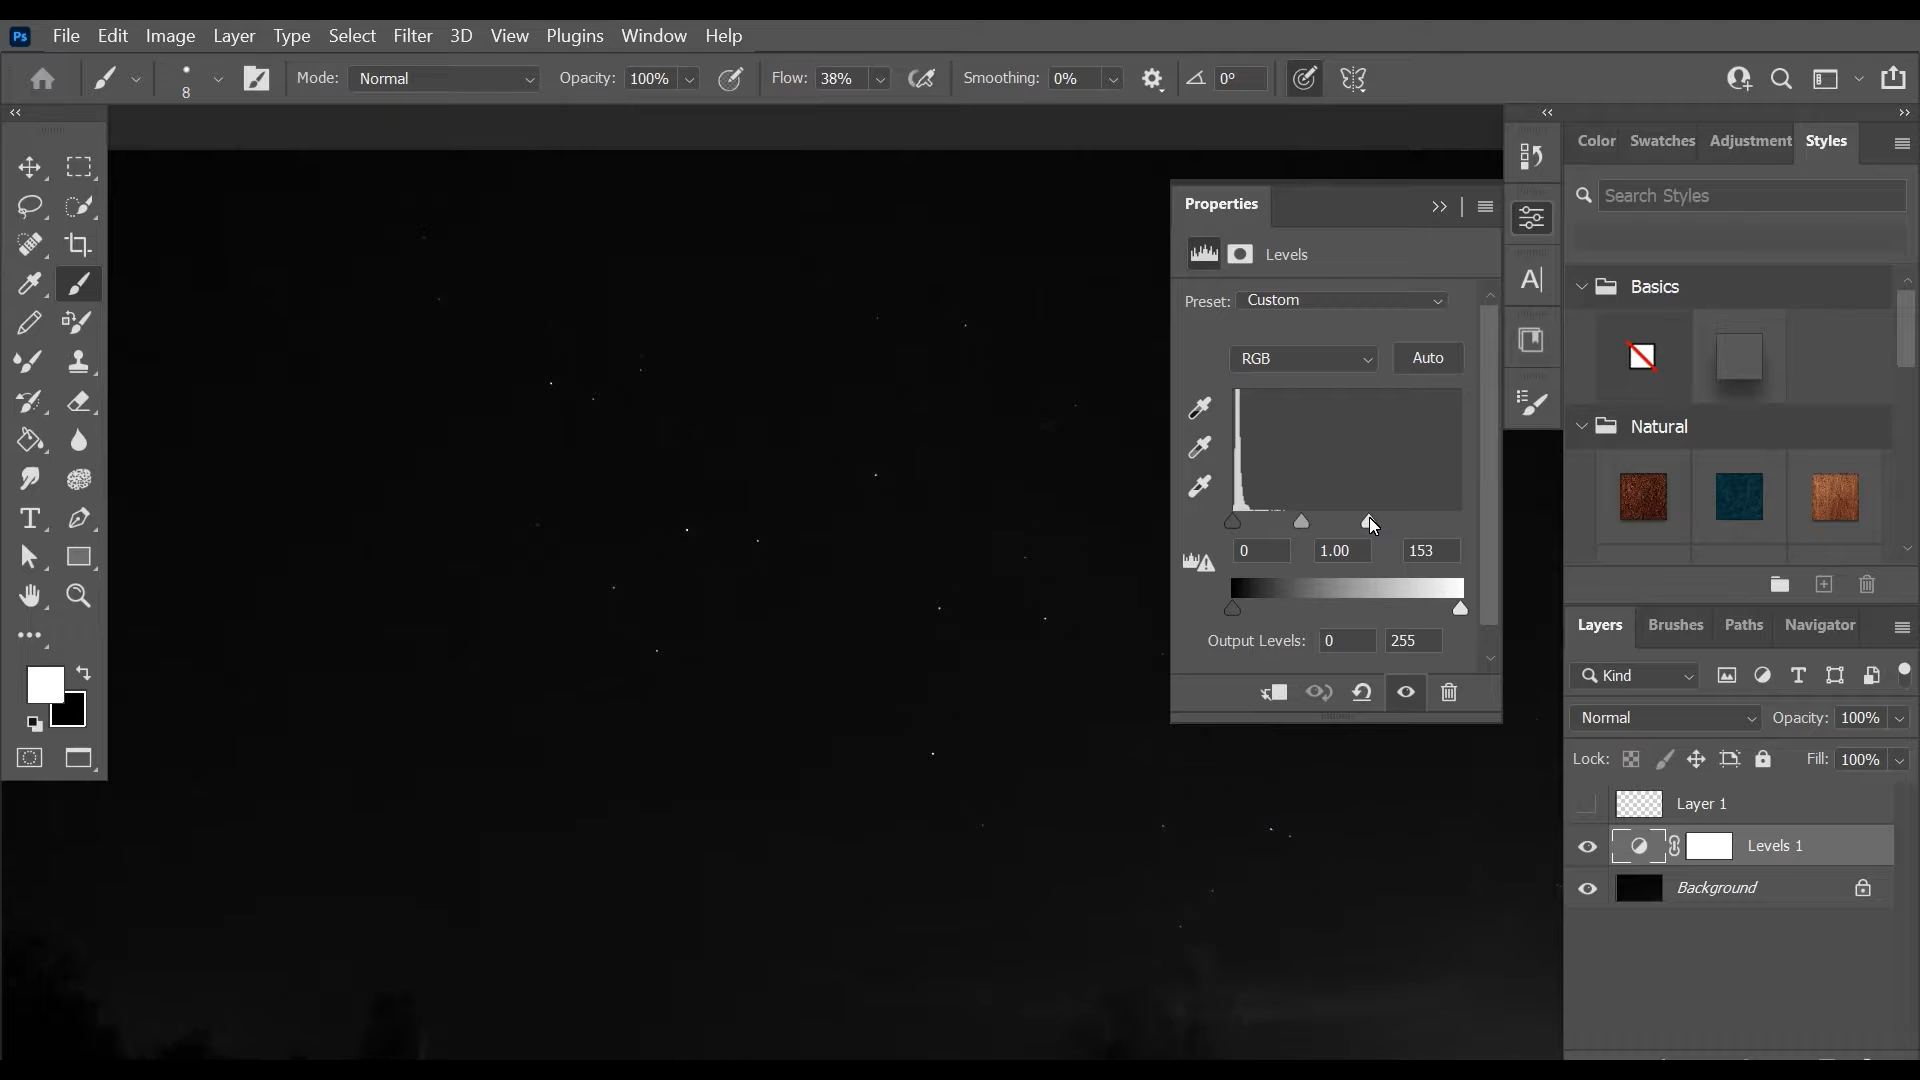 Ps File Edit Image Layer Type Select Filter 3D View Plugins Window Help
8 Mode: Normal Opacity: 100% Flow: 38% Smoothing: 0% 0°
Color Swatches Adjustment Styles
Search Styles
Basics
Natural
Properties
Levels
Preset: Custom
RGB Auto
0 1.00 153
Output Levels: 0 255
Layers Brushes Paths Navigator
Kind
Normal Opacity: 100%
Lock: Fill: 100%
Layer 1
Levels 1
Background